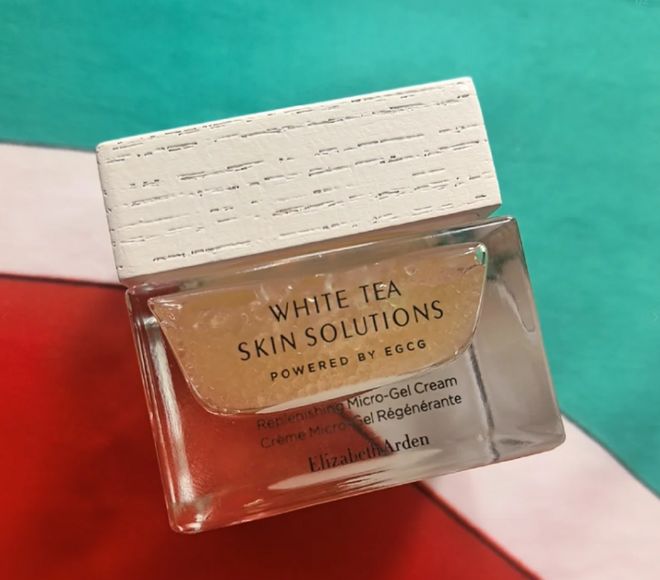 WHITE TEA
SKIN SOLUTIONS
POWERED BY EGCG
Replenishing Micro-Gel Cream
Crème Micro-Gel Régénérante
Elizabeth Arden